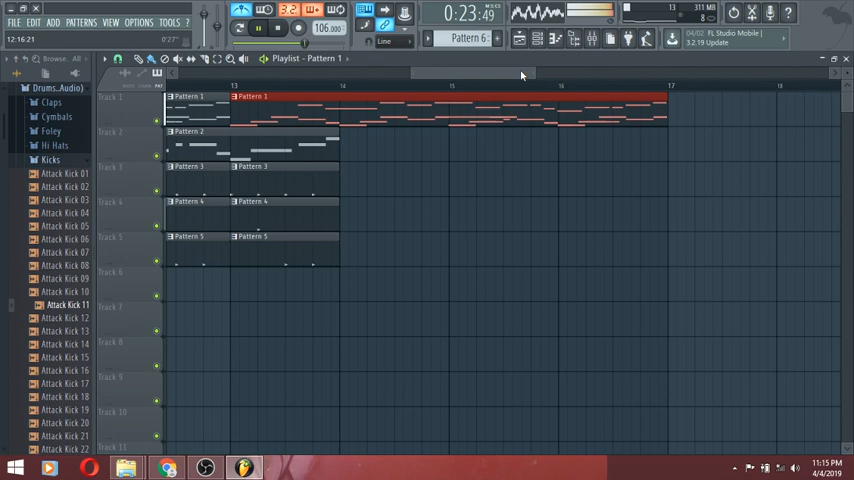 FILE EDIT ADD PATTERNS VIEW OPTIONS TOOLS ?
12:16:21 0'27"
106.000
Line
0:23:49
Pattern 6
13 311 MB
8
04/02 FL Studio Mobile |
3.2.19 Update
Browse.. All
Playlist - Pattern 1
Drums..Audio)
Claps
Cymbals
Foley
Hi Hats
Kicks
Attack Kick 01
Attack Kick 02
Attack Kick 03
Attack Kick 04
Attack Kick 05
Attack Kick 06
Attack Kick 07
Attack Kick 08
Attack Kick 09
Attack Kick 10
Attack Kick 11
Attack Kick 12
Attack Kick 13
Attack Kick 14
Attack Kick 15
Attack Kick 16
Attack Kick 17
Attack Kick 18
Attack Kick 19
Attack Kick 20
Attack Kick 21
Attack Kick 22
13 14 15 16 17 18
Track 1 Pattern 1 Pattern 1
Track 2 Pattern 2
Track 3 Pattern 3 Pattern 3
Track 4 Pattern 4 Pattern 4
Track 5 Pattern 5 Pattern 5
Track 6
Track 7
Track 8
Track 9
Track 10
Track 11
11:15 PM
4/4/2019